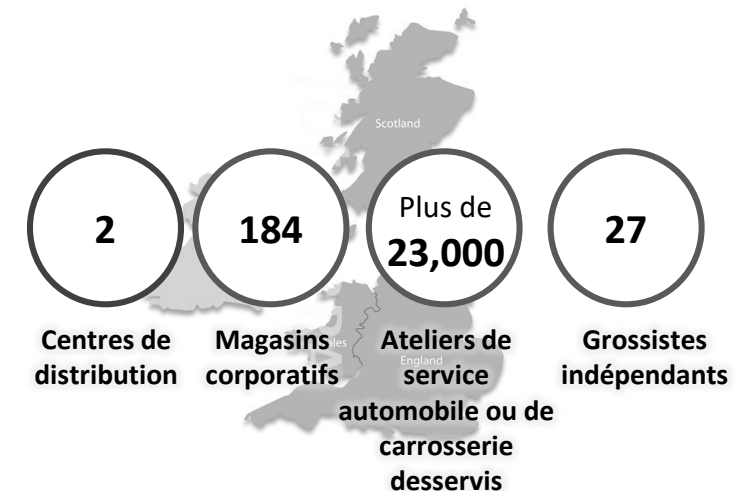 Scotland
2
184
Plus de
23,000
27
Centres de
distribution
Magasins
corporatifs
Ateliers de
service
automobile ou de
carrosserie
desservis
Grossistes
indépendants
England